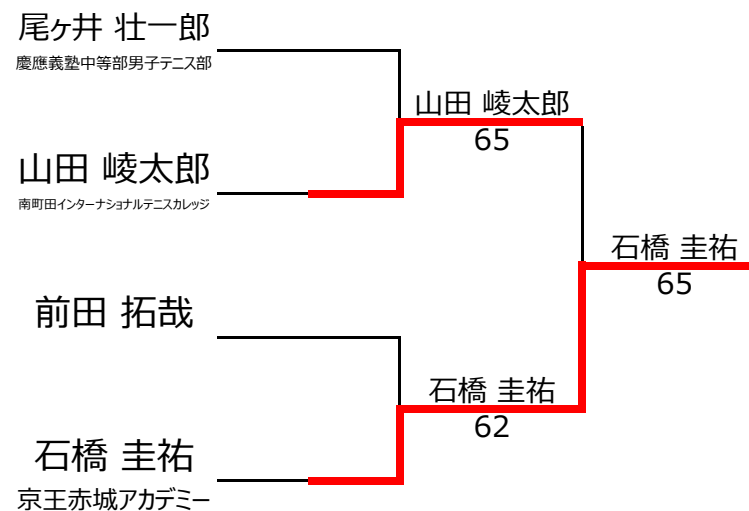 尾ヶ井 壮一郎
慶應義塾中等部男子テニス部
山田 崚太郎
65
山田 崚太郎
南町田インターナショナルテニスカレッジ
石橋 圭祐
65
前田 拓哉
石橋 圭祐
62
石橋 圭祐
京王赤城アカデミー